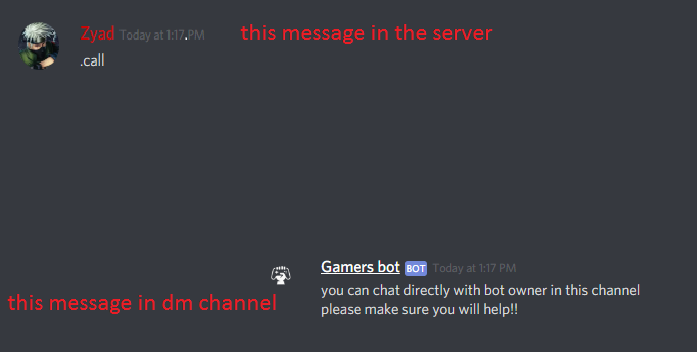 Zyad Today at 1:17 PM this message in the server
.call
Gamers bot BOT Today at 1:17 PM
you can chat directly with bot owner in this channel
this message in dm channel
please make sure you will help!!